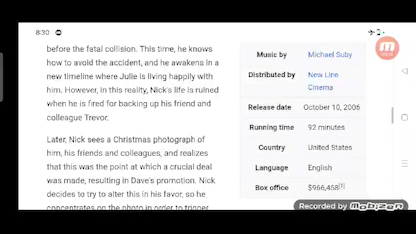 8:30
before the fatal collision. This time, he knows
how to avoid the accident, and he awakens in
a new timeline where Julie is living happily with
him. However, in this reality, Nick's life is ruined
when he is fired for backing up his friend and
colleague Trevor.
Later, Nick sees a Christmas photograph of
him, his friends and colleagues, and realizes
that this was the point at which a crucial deal
was made, resulting in Dave's promotion. Nick
decides to try to alter this in his favor, so he
concentrates on the photo in order to trigger
Music by Michael Suby
Distributed by New Line
Cinema
Release date October 10, 2006
Running time 92 minutes
Country United States
Language English
Box office $966,458[1]
Recorded by mobizen